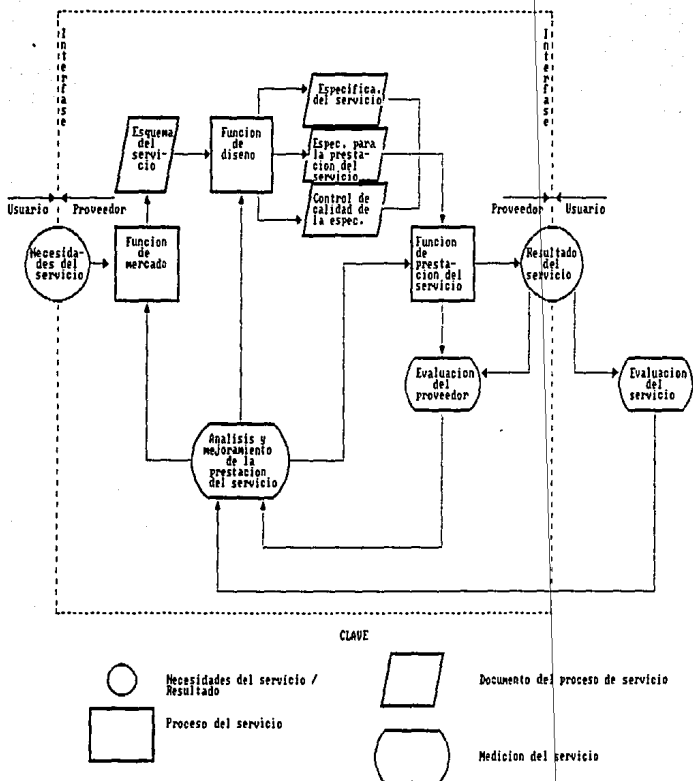 Interfase
Interfase
Especifica.
del servicio
Esquema
del
servi-
cio
Funcion
de
diseno
Espec. para
la presta-
cion del
servicio
Control de
calidad de
la espec.
Usuario
Proveedor
Proveedor
Usuario
Necesida-
des del
servicio
Funcion
de
mercado
Funcion
de
presta-
cion del
servicio
Resultado
del
servicio
Evaluacion
del
proveedor
Evaluacion
del
servicio
Analisis y
mejoramiento
de la
prestacion
del servicio
CLAVE
Necesidades del servicio /
Resultado
Documento del proceso de servicio
Proceso del servicio
Medicion del servicio